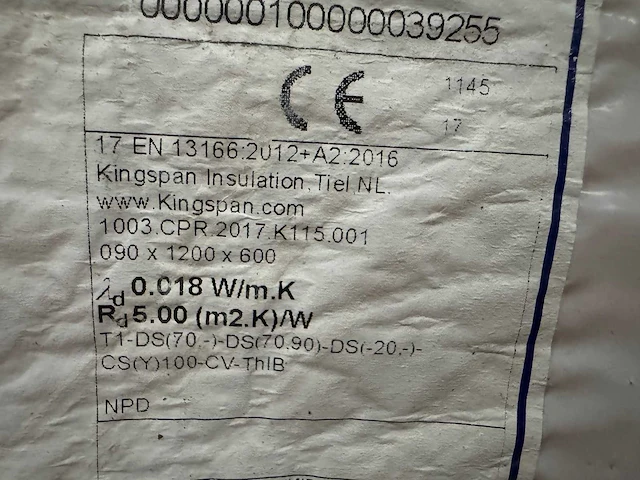 000000100000039255
CE
1145
17
17 EN 13166:2012+A2:2016
Kingspan Insulation, Tiel NL.
www.Kingspan.com
1003.CPR.2017.K115.001
090 x 1200 x 600
λd 0.018 W/m.K
Rd 5.00 (m2.K)/W
T1-DS(70,-)-DS(70,90)-DS(-20,-)-
CS(Y)100-CV-ThIB
NPD